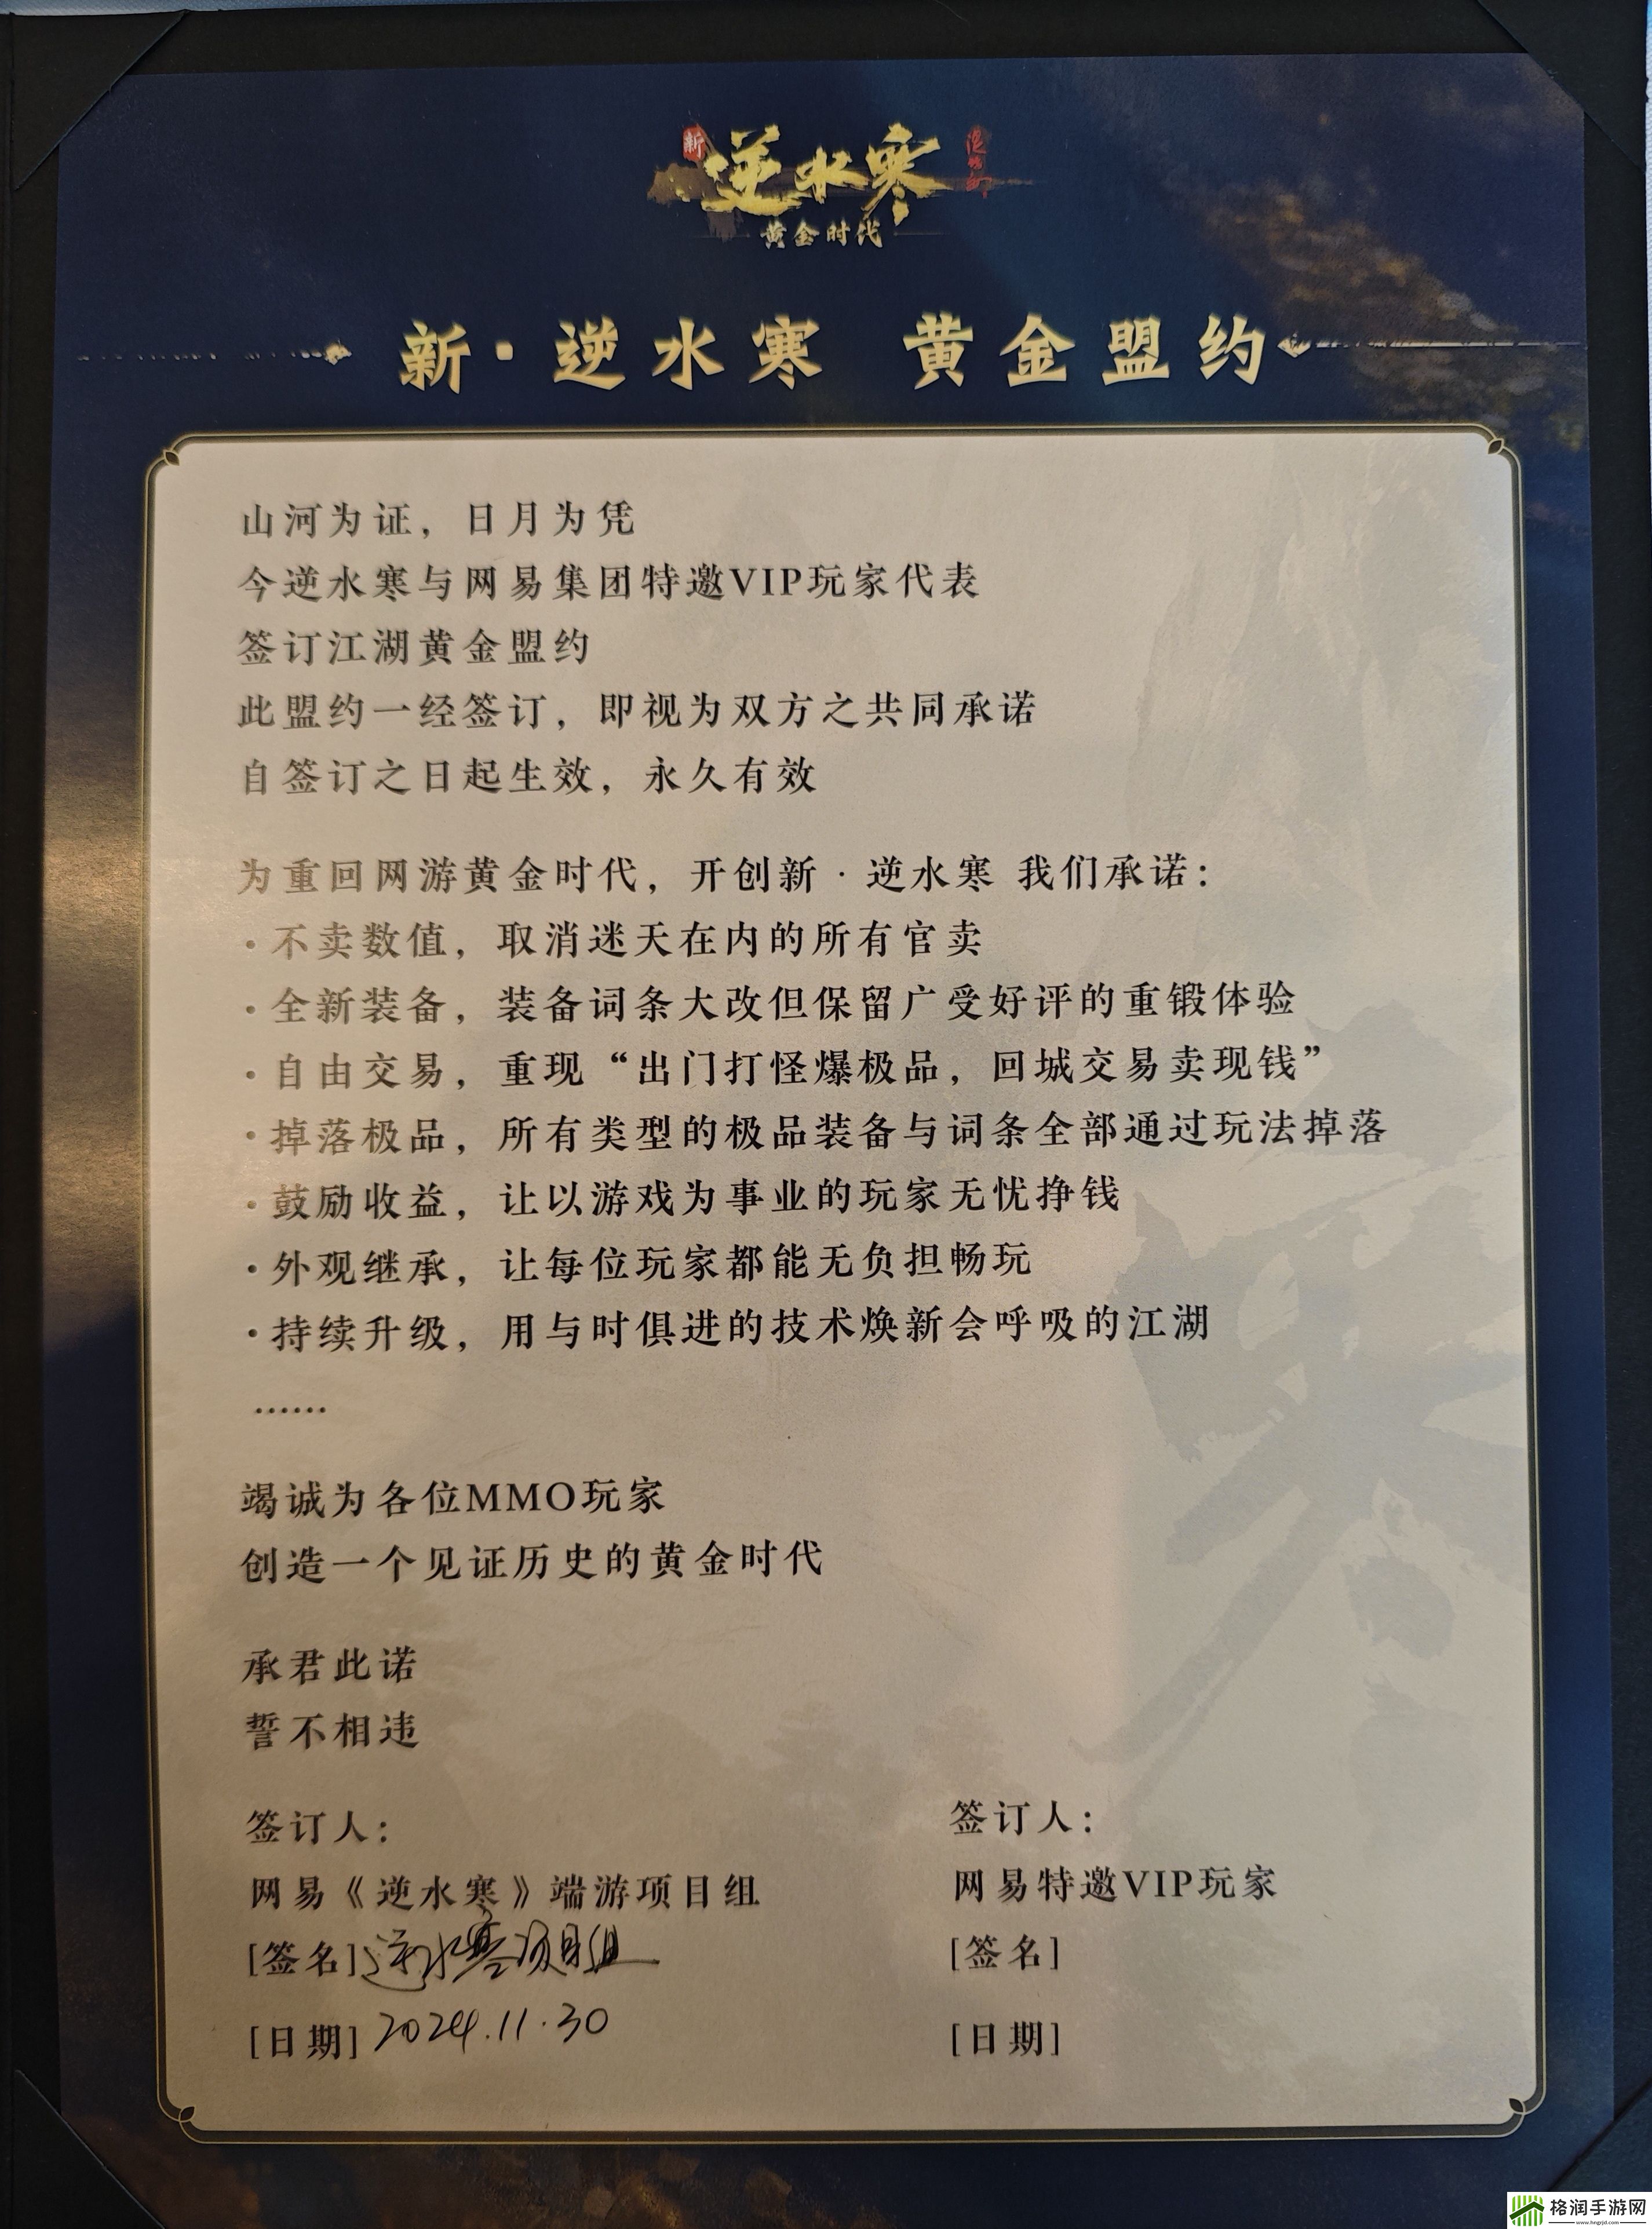 新
逆水寒
黄金时代
新·逆水寒 黄金盟约
山河为证，日月为凭
今逆水寒与网易集团特邀VIP玩家代表
签订江湖黄金盟约
此盟约一经签订，即视为双方之共同承诺
自签订之日起生效，永久有效
为重回网游黄金时代，开创新·逆水寒 我们承诺：
·不卖数值，取消迷天在内的所有官卖
·全新装备，装备词条大改但保留广受好评的重锻体验
·自由交易，重现“出门打怪爆极品，回城交易卖现钱”
·掉落极品，所有类型的极品装备与词条全部通过玩法掉落
·鼓励收益，让以游戏为事业的玩家无忧挣钱
·外观继承，让每位玩家都能无负担畅玩
·持续升级，用与时俱进的技术焕新会呼吸的江湖
······
竭诚为各位MMO玩家
创造一个见证历史的黄金时代
承君此诺
誓不相违
签订人：
网易《逆水寒》端游项目组
[签名]逆水寒项目组
[日期]2024.11.30
签订人：
网易特邀VIP玩家
[签名]
[日期]
格润手游网